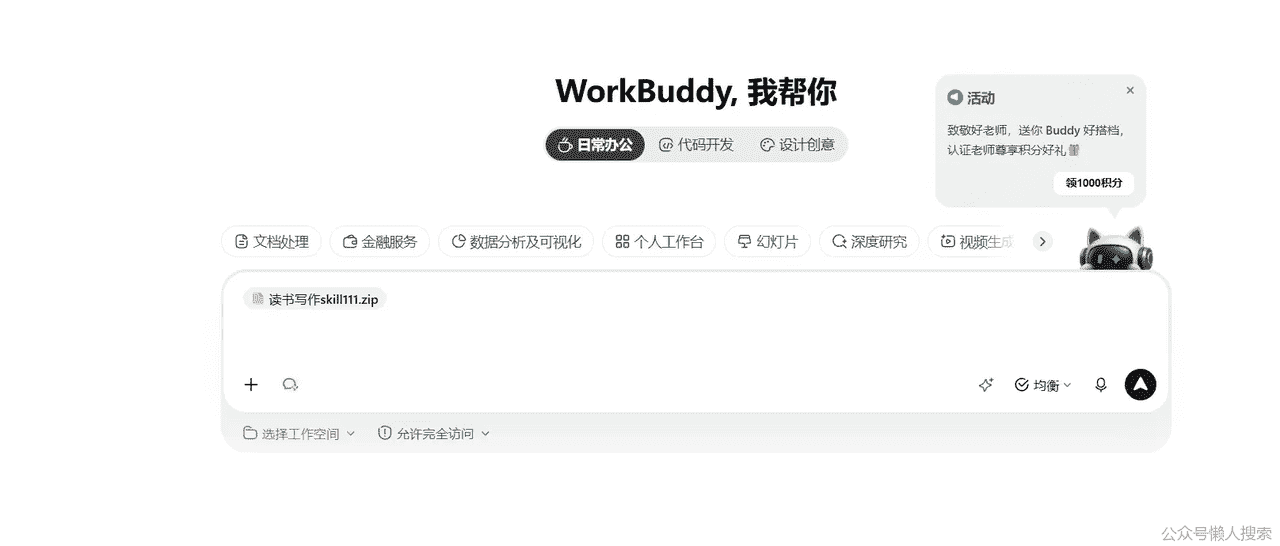 WorkBuddy, 我帮你
日常办公
代码开发
设计创意
活动
致敬好老师，送你 Buddy 好搭档，
认证老师尊享积分好礼
领1000积分
文档处理
金融服务
数据分析及可视化
个人工作台
幻灯片
深度研究
视频生成
读书写作skill111.zip
均衡
选择工作空间
允许完全访问
公众号懒人搜索